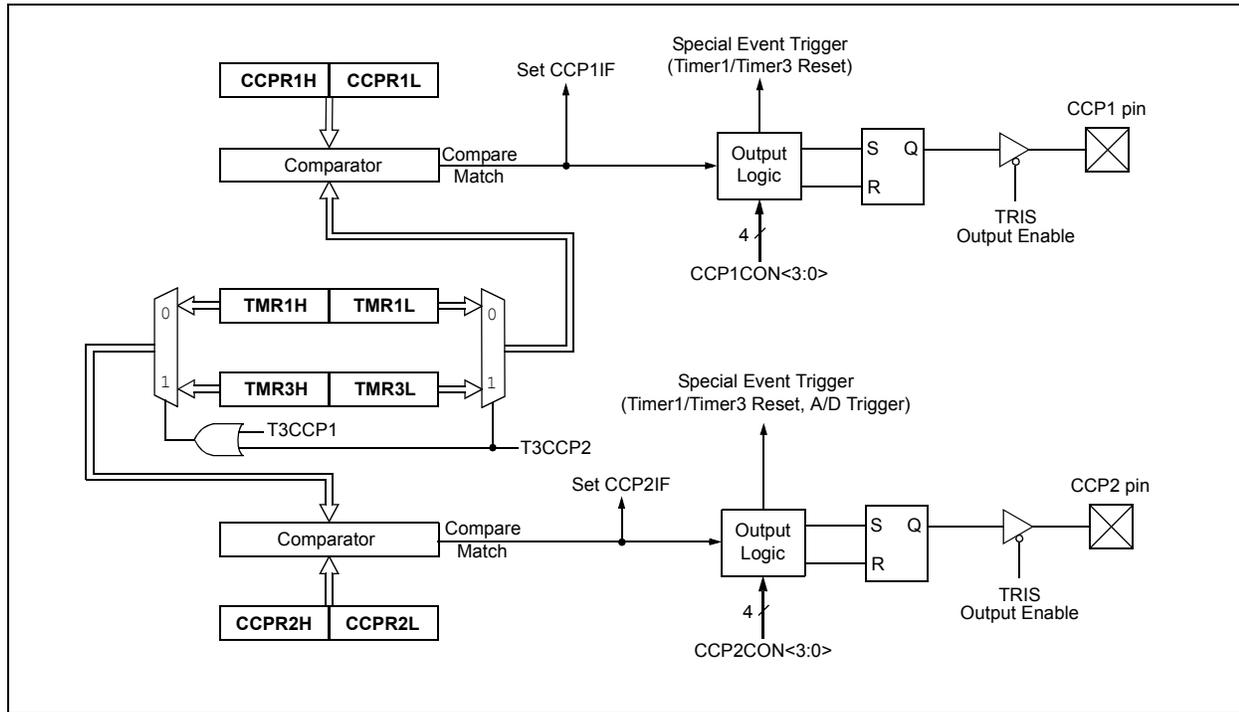 Special Event Trigger
(Timer1/Timer3 Reset)
Set CCP1IF
CCPR1H CCPR1L
CCP1 pin
Comparator
Compare
Match
Output
Logic
S Q
R
TRIS
Output Enable
4
CCP1CON<3:0>
0 TMR1H TMR1L 0
1 TMR3H TMR3L 1
T3CCP1
T3CCP2
Special Event Trigger
(Timer1/Timer3 Reset, A/D Trigger)
Set CCP2IF
CCP2 pin
Comparator
Compare
Match
Output
Logic
S Q
R
TRIS
Output Enable
4
CCPR2H CCPR2L
CCP2CON<3:0>